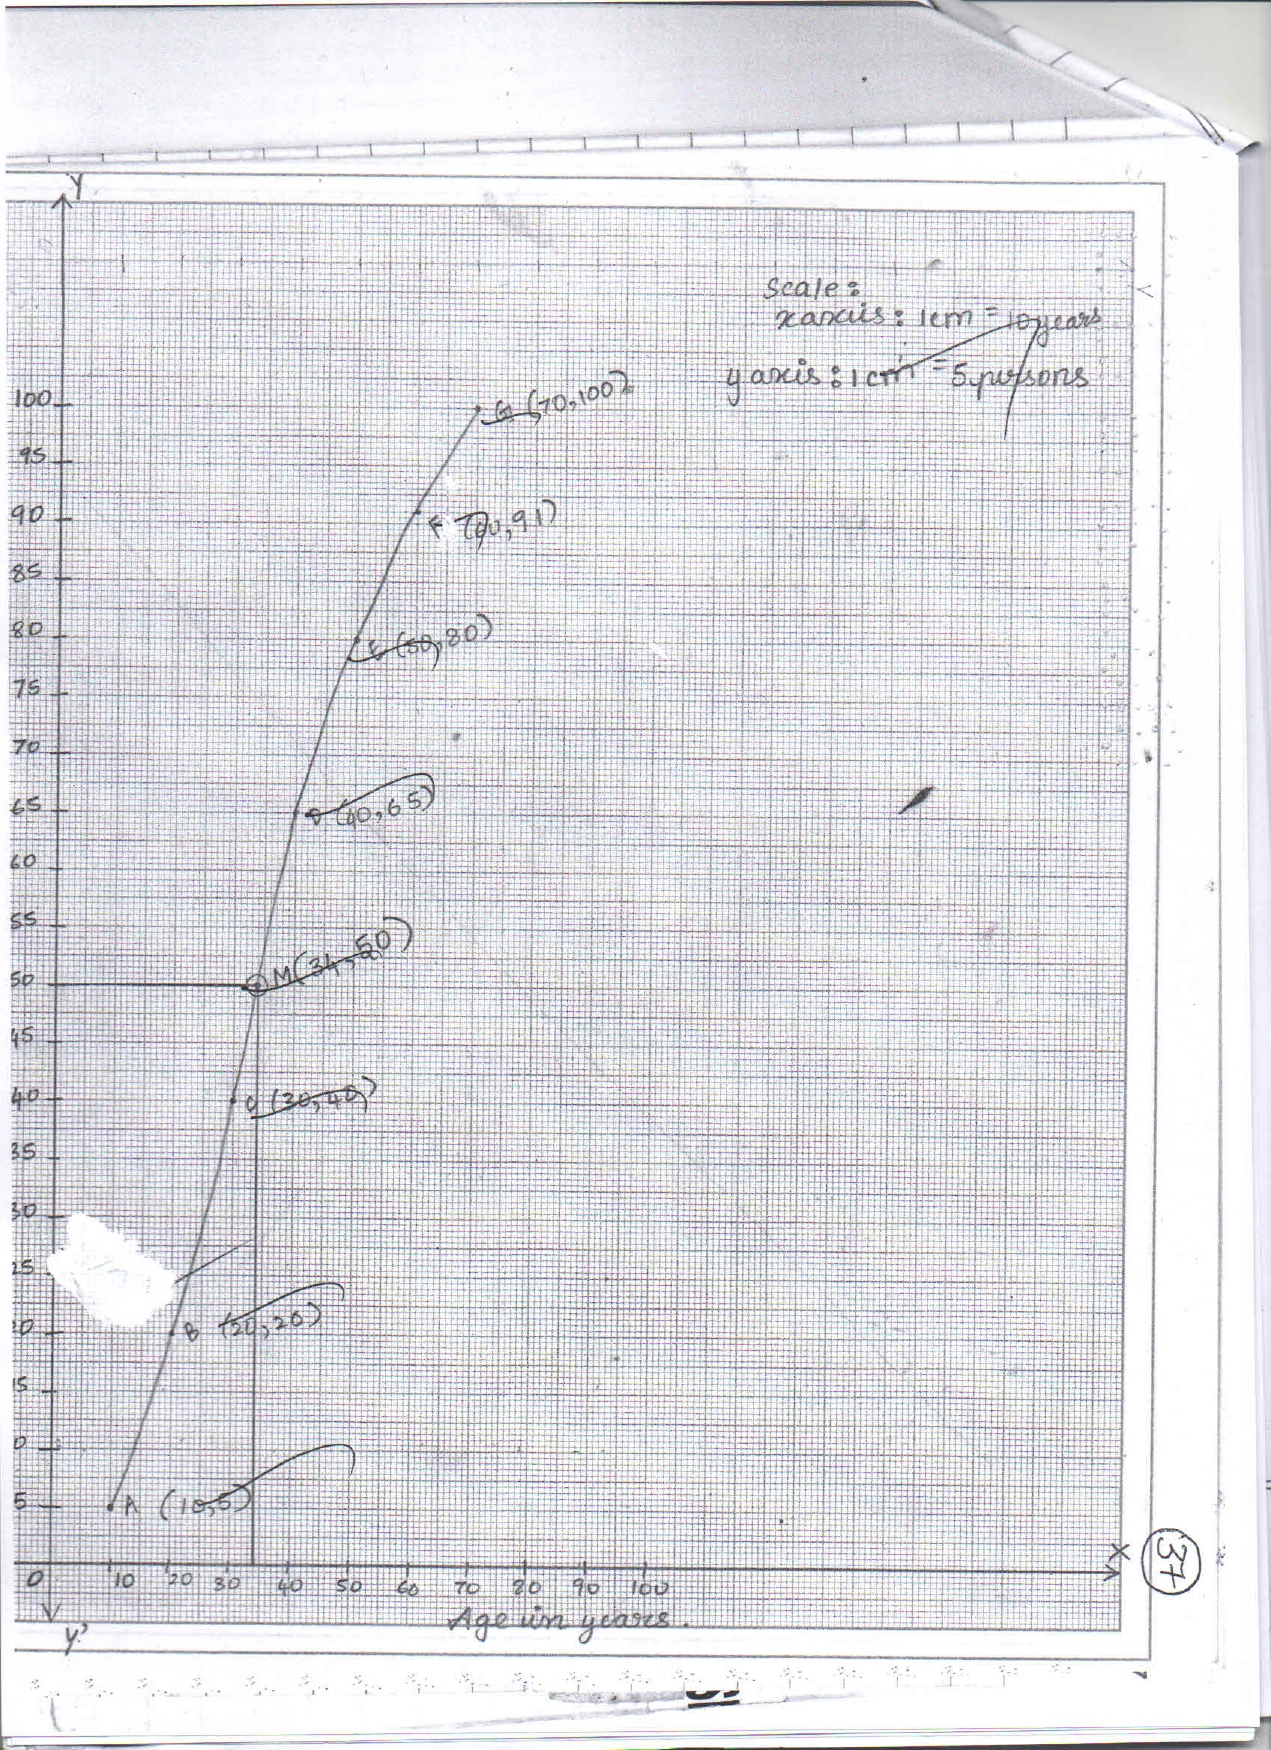 Y
Scale:
x axis: 1cm = 10 years
y axis: 1cm = 5 persons
100
G (70,100)
95
90
F (60,91)
85
80
E (50,80)
75
70
65
D (40,65)
60
55
50
M (34,50)
45
40
C (30,40)
35
30
25
20
B (20,20)
15
0
5
A (10,5)
X
37
0 10 20 30 40 50 60 70 80 90 100
Age in years.
Y'